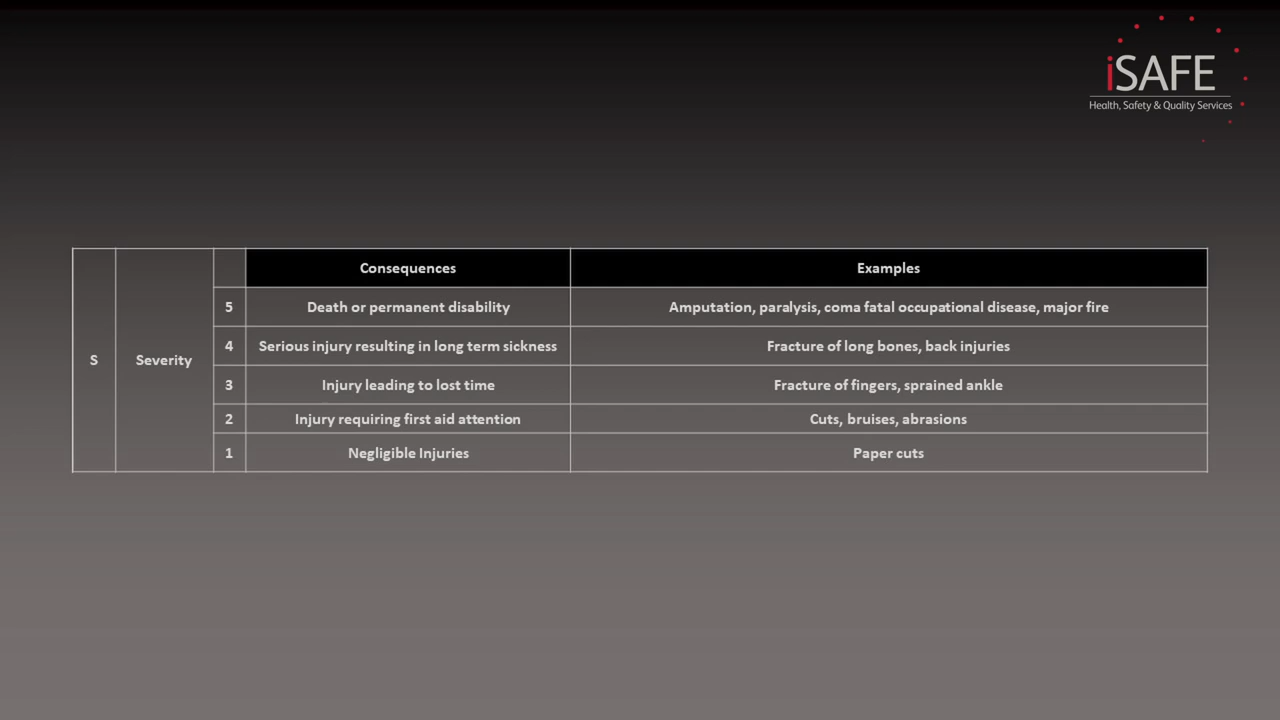 iSAFE
Health, Safety & Quality Services
Consequences Examples
5 Death or permanent disability Amputation, paralysis, coma fatal occupational disease, major fire
4 Serious injury resulting in long term sickness Fracture of long bones, back injuries
S Severity
3 Injury leading to lost time Fracture of fingers, sprained ankle
2 Injury requiring first aid attention Cuts, bruises, abrasions
1 Negligible Injuries Paper cuts